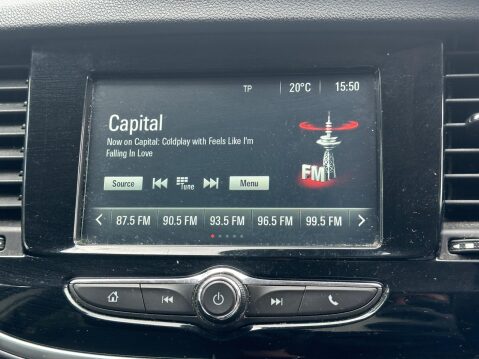 TP 20°C 15:50
Capital
Now on Capital: Coldplay with Feels Like I'm
Falling In Love
FM
Source Tune Menu
87.5 FM 90.5 FM 93.5 FM 96.5 FM 99.5 FM